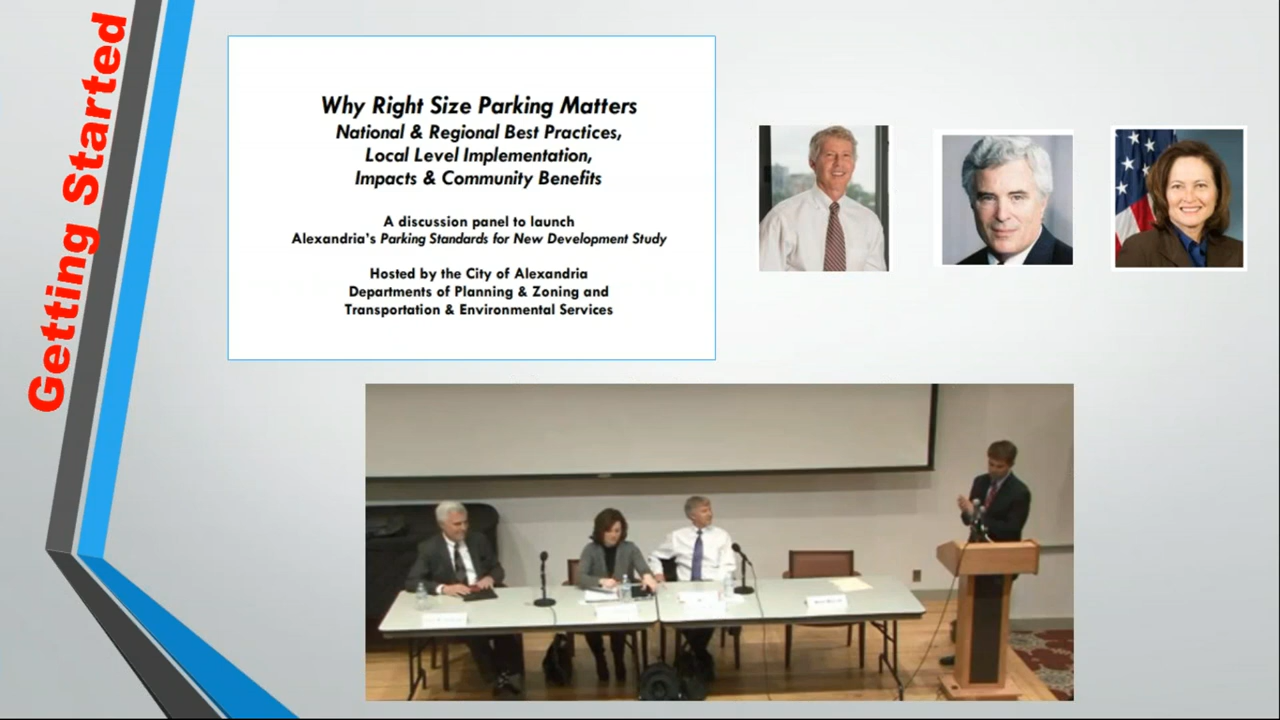 Getting Started
Why Right Size Parking Matters
National & Regional Best Practices,
Local Level Implementation,
Impacts & Community Benefits
A discussion panel to launch
Alexandria's Parking Standards for New Development Study
Hosted by the City of Alexandria
Departments of Planning & Zoning and
Transportation & Environmental Services